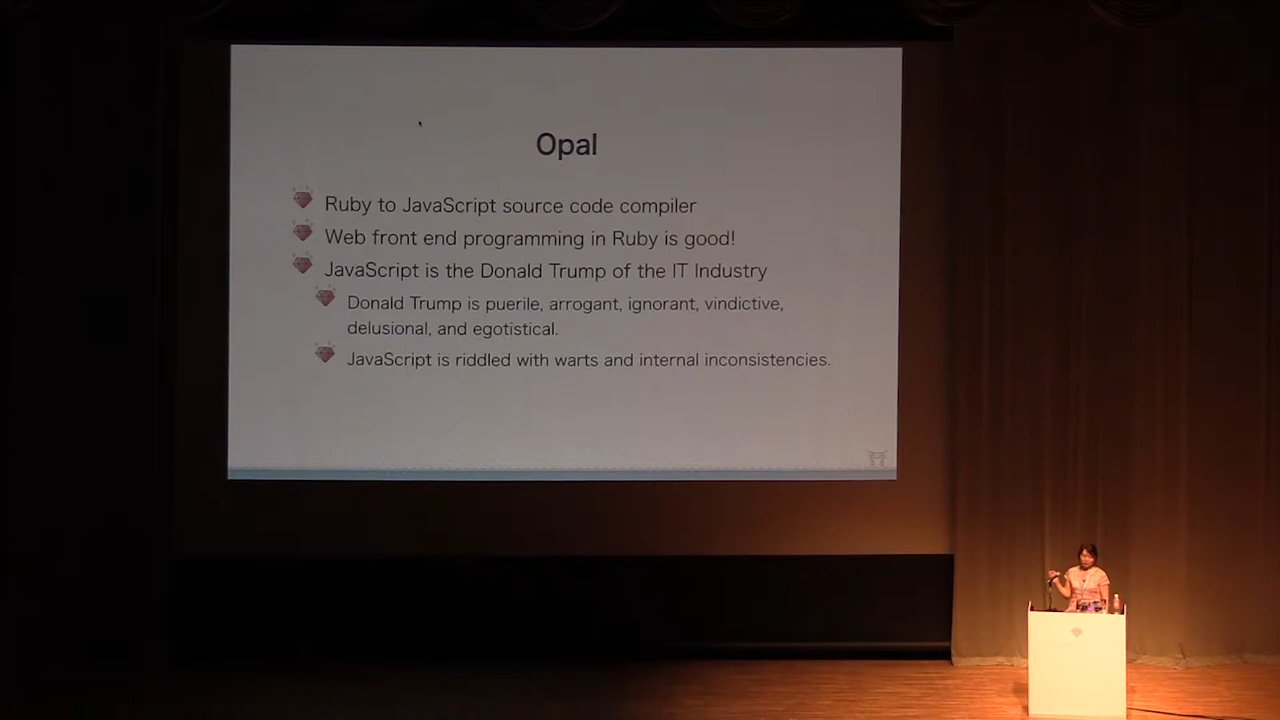 Opal
Ruby to JavaScript source code compiler
Web front end programming in Ruby is good!
JavaScript is the Donald Trump of the IT Industry
Donald Trump is puerile, arrogant, ignorant, vindictive,
delusional, and egotistical.
JavaScript is riddled with warts and internal inconsistencies.